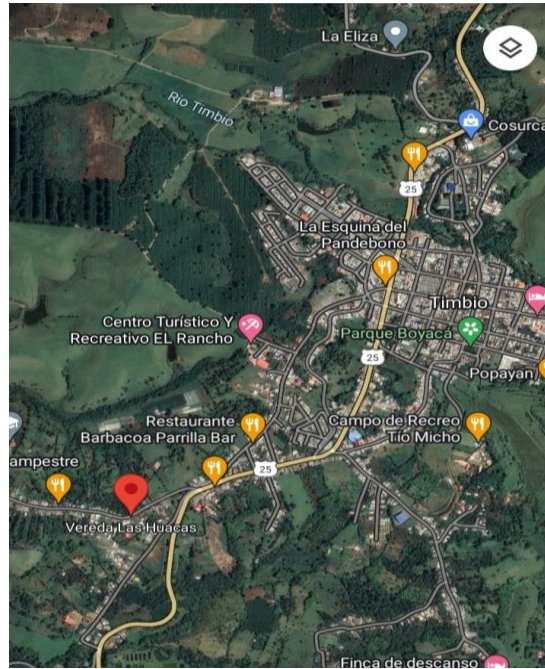 La Eliza
Rio Timbio
Cosurca
25
La Esquina del
Pandebono
Timbio
Centro Turístico Y
Recreativo EL Rancho
Parque Boyacá
25
Popayan
Restaurante
Barbacoa Parrilla Bar
Campo de Recreo
Tío Micho
25
ampestre
Vereda Las Huacas
Finca de descanso